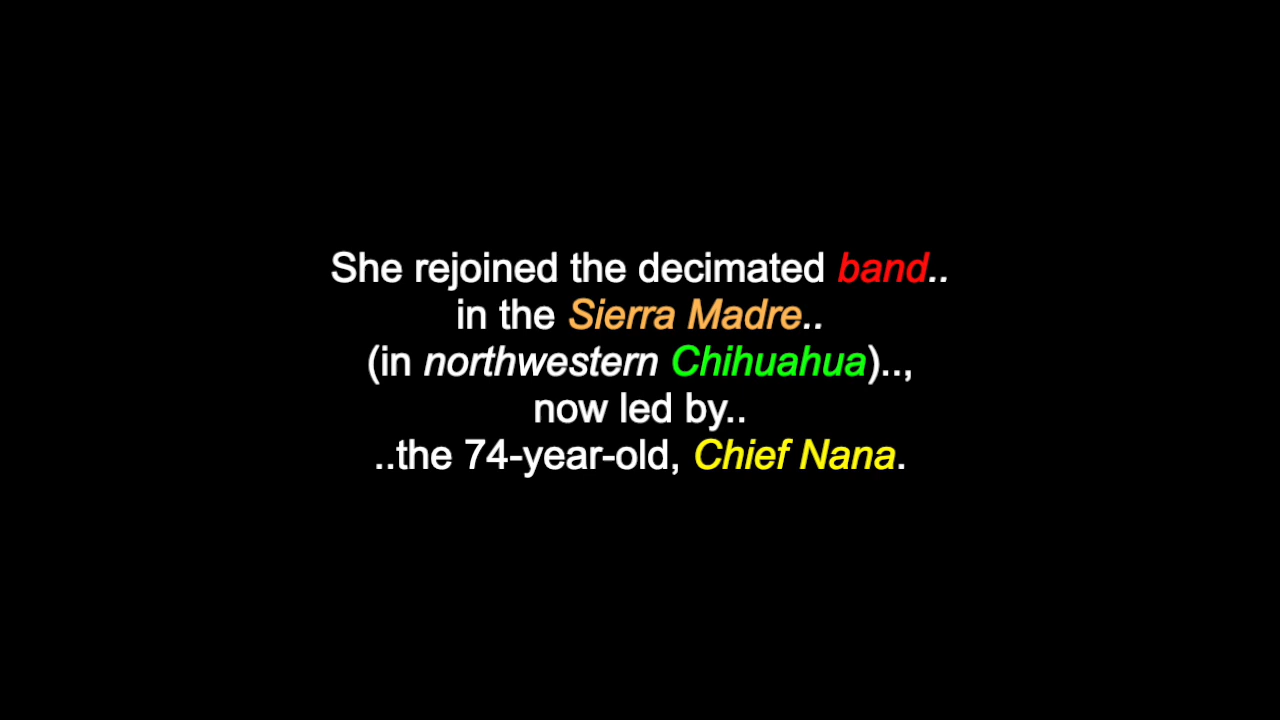 She rejoined the decimated band..
in the Sierra Madre..
(in northwestern Chihuahua)..,
now led by..
..the 74-year-old, Chief Nana.